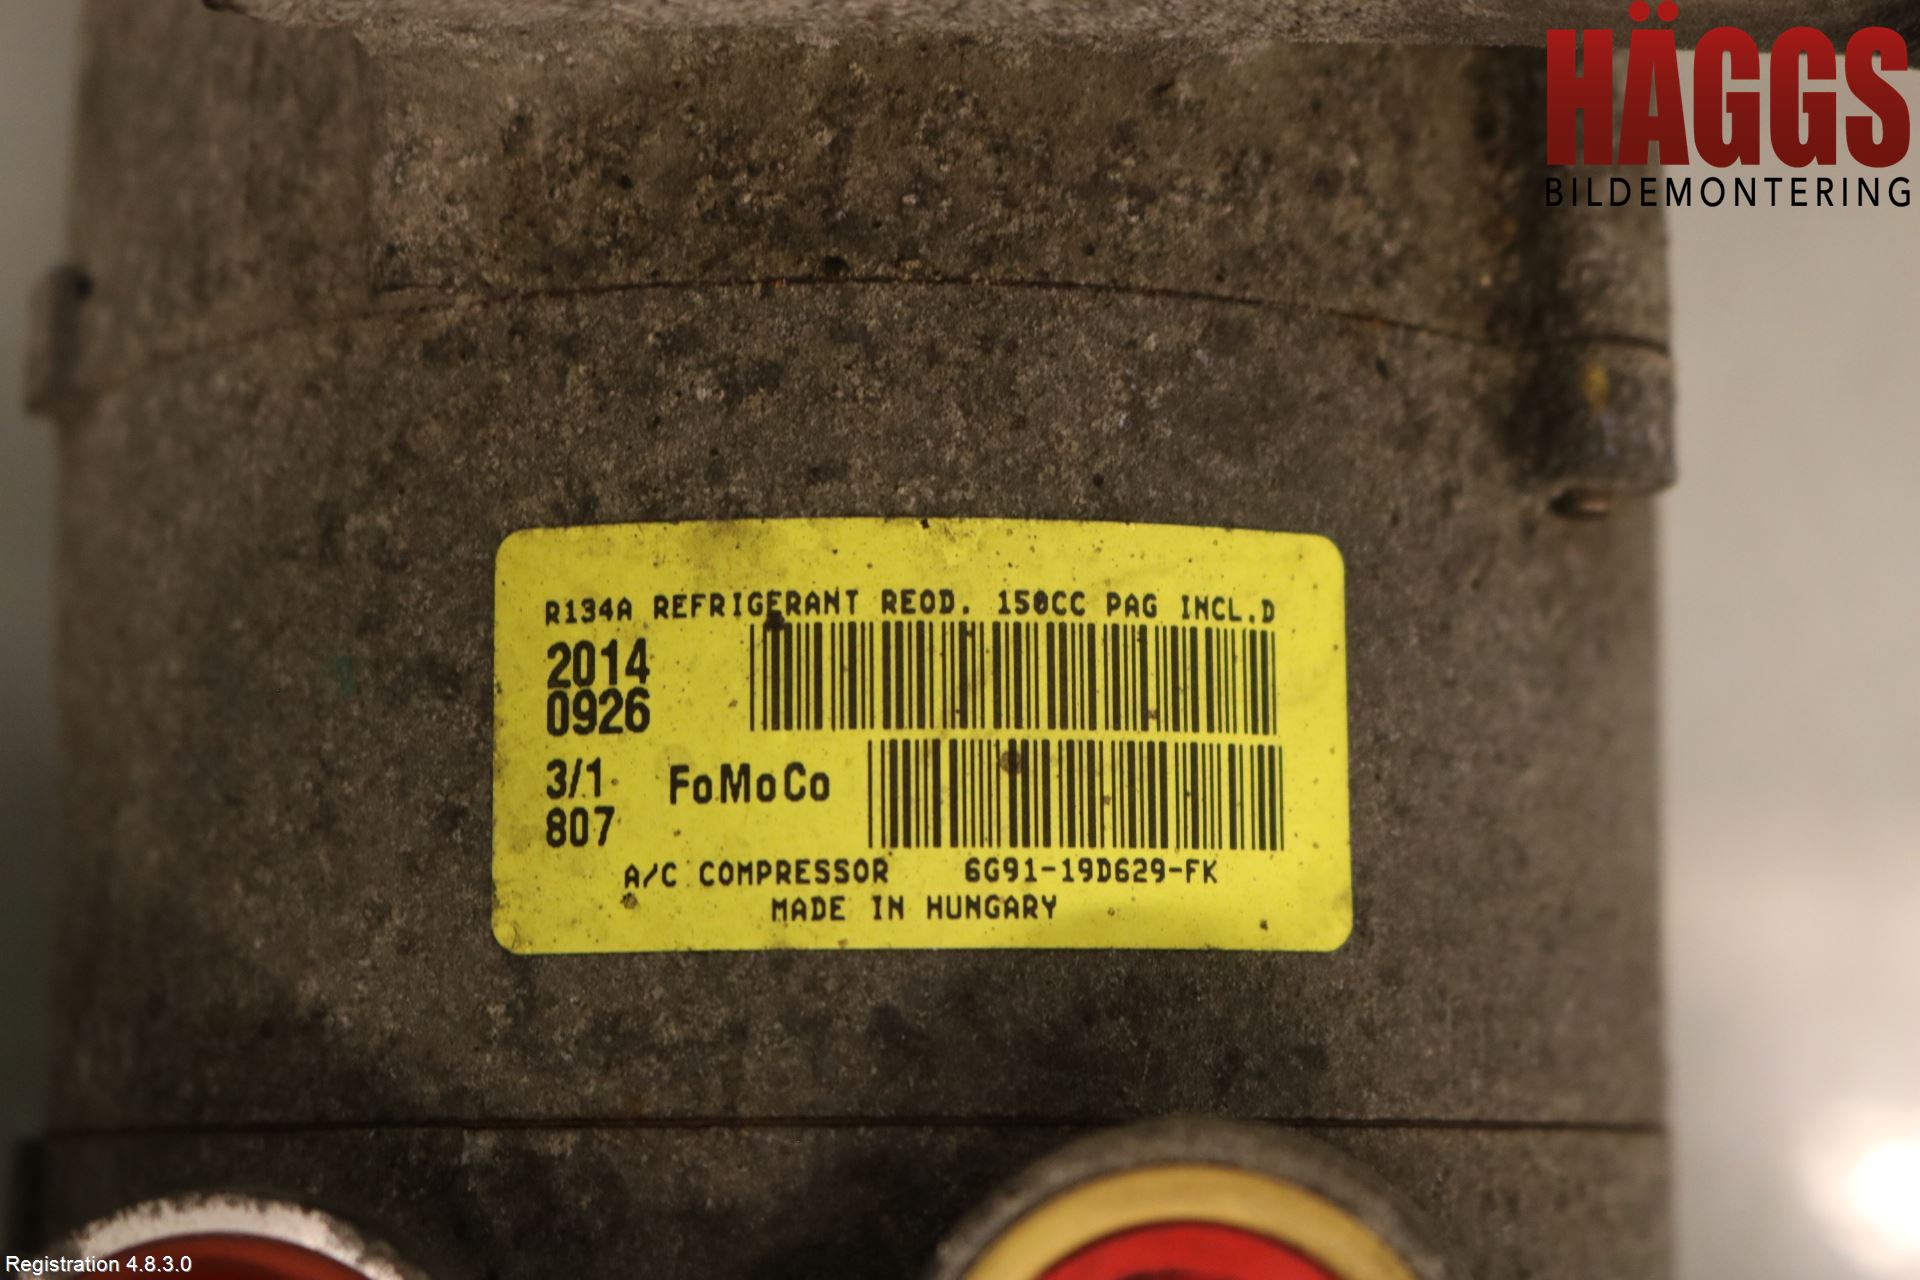 HÄGGS
BILDEMONTERING
R134A REFRIGERANT REOD. 150CC PAG INCL.D
2014
0926
3/1
807
FoMoCo
A/C COMPRESSOR 6G91-19D629-FK
MADE IN HUNGARY
Registration 4.8.3.0